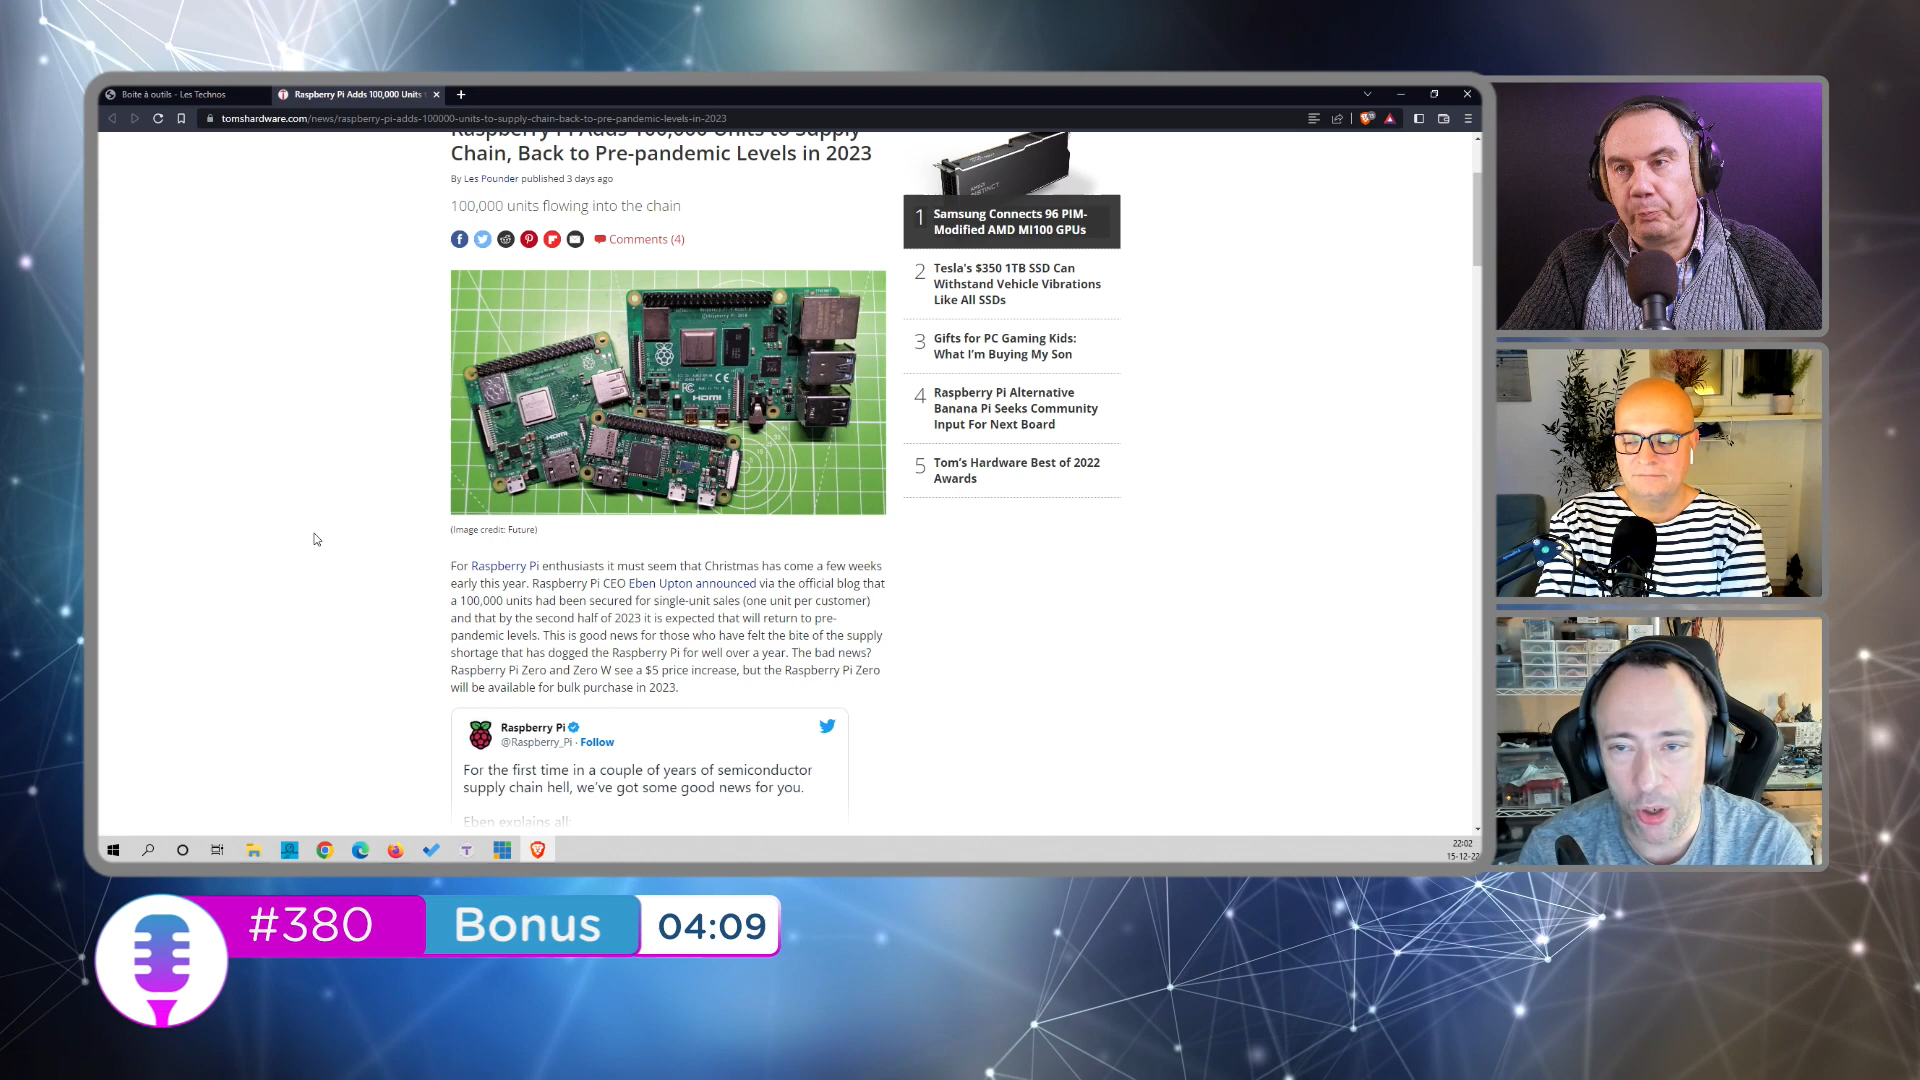 Boite à outils - Les Technos
Raspberry Pi Adds 100,000 Units
tomshardware.com/news/raspberry-pi-adds-100000-units-to-supply-chain-back-to-pre-pandemic-levels-in-2023
Raspberry Pi Adds 100,000 Units to Supply
Chain, Back to Pre-pandemic Levels in 2023
By Les Pounder published 3 days ago
100,000 units flowing into the chain
Comments (4)
HDMI
HDMI
(Image credit: Future)
For Raspberry Pi enthusiasts it must seem that Christmas has come a few weeks
early this year. Raspberry Pi CEO Eben Upton announced via the official blog that
a 100,000 units had been secured for single-unit sales (one unit per customer)
and that by the second half of 2023 it is expected that will return to pre-
pandemic levels. This is good news for those who have felt the bite of the supply
shortage that has dogged the Raspberry Pi for well over a year. The bad news?
Raspberry Pi Zero and Zero W see a $5 price increase, but the Raspberry Pi Zero
will be available for bulk purchase in 2023.
Raspberry Pi
@Raspberry_Pi · Follow
For the first time in a couple of years of semiconductor
supply chain hell, we've got some good news for you.
Eben explains all:
AMD
INSTINCT
1 Samsung Connects 96 PIM-
Modified AMD MI100 GPUs
2 Tesla's $350 1TB SSD Can
Withstand Vehicle Vibrations
Like All SSDs
3 Gifts for PC Gaming Kids:
What I'm Buying My Son
4 Raspberry Pi Alternative
Banana Pi Seeks Community
Input For Next Board
5 Tom's Hardware Best of 2022
Awards
22:02
15-12-22
#380
Bonus
04:09